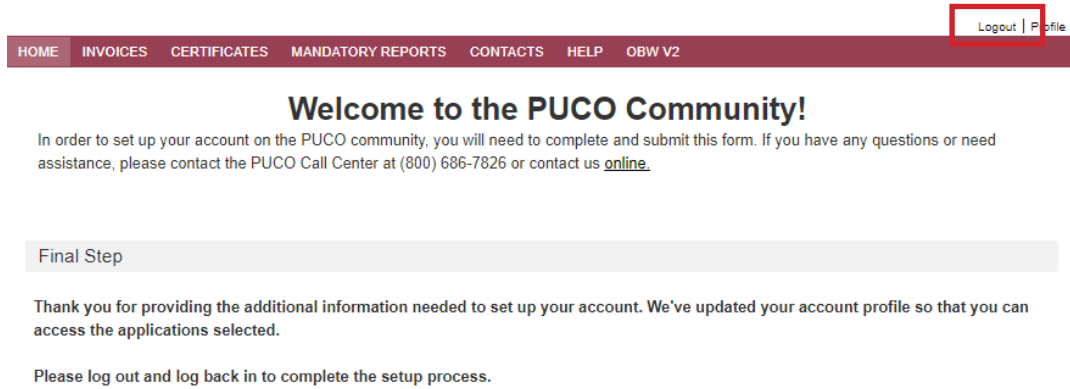 Logout | Profile
HOME INVOICES CERTIFICATES MANDATORY REPORTS CONTACTS HELP OBW V2
Welcome to the PUCO Community!
In order to set up your account on the PUCO community, you will need to complete and submit this form. If you have any questions or need
assistance, please contact the PUCO Call Center at (800) 686-7826 or contact us online.
Final Step
Thank you for providing the additional information needed to set up your account. We've updated your account profile so that you can
access the applications selected.
Please log out and log back in to complete the setup process.